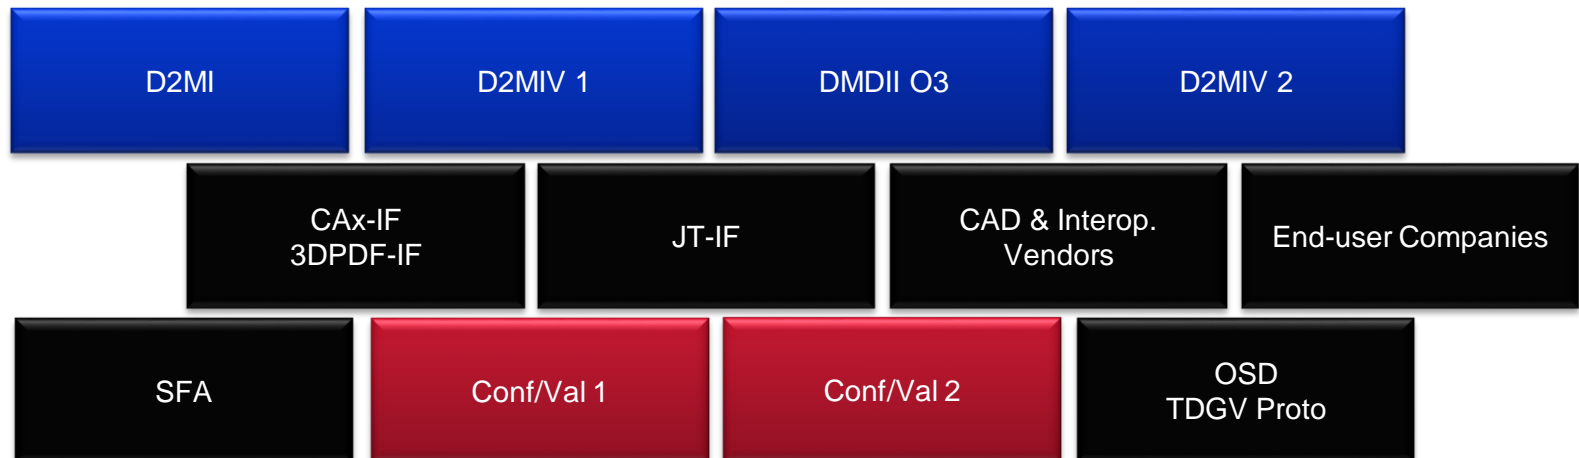 D2MI
D2MIV 1
DMDII O3
D2MIV 2
CAx-IF
3DPDF-IF
JT-IF
CAD & Interop.
Vendors
End-user Companies
SFA
Conf/Val 1
Conf/Val 2
OSD
TDGV Proto